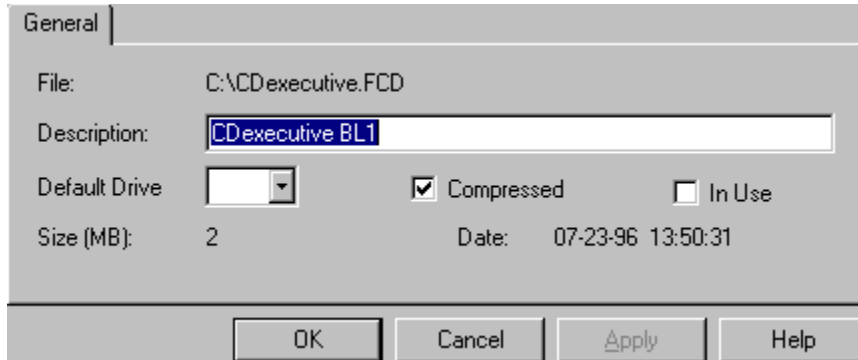 General
File: C:\CDexecutive.FCD
Description: CDexecutive BL1
Default Drive Compressed In Use
Size (MB): 2 Date: 07-23-96 13:50:31
OK Cancel Apply Help